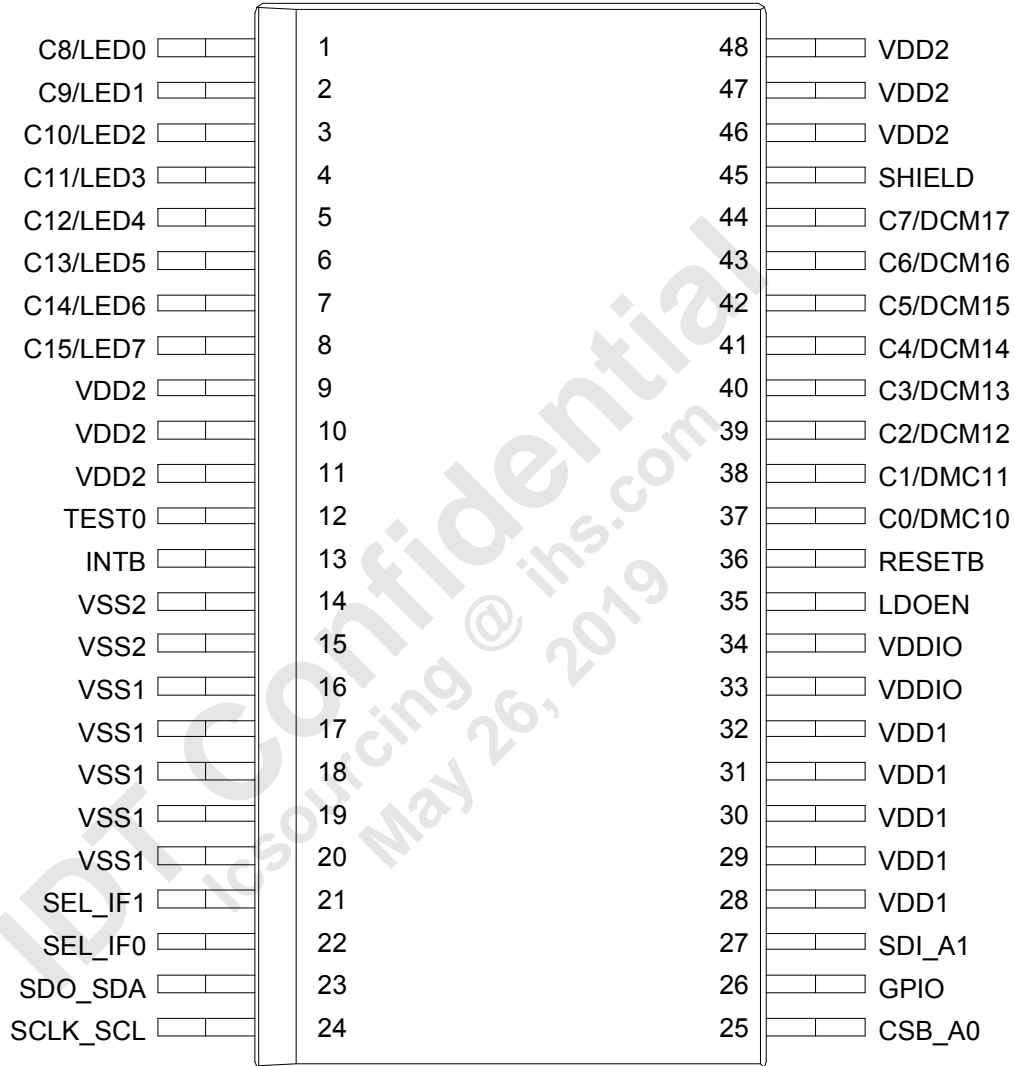 C8/LED0 1 48 VDD2
C9/LED1 2 47 VDD2
C10/LED2 3 46 VDD2
C11/LED3 4 45 SHIELD
C12/LED4 5 44 C7/DCM17
C13/LED5 6 43 C6/DCM16
C14/LED6 7 42 C5/DCM15
C15/LED7 8 41 C4/DCM14
VDD2 9 40 C3/DCM13
VDD2 10 39 C2/DCM12
VDD2 11 38 C1/DMC11
TEST0 12 37 C0/DMC10
INTB 13 36 RESETB
VSS2 14 35 LDOEN
VSS2 15 34 VDDIO
VSS1 16 33 VDDIO
VSS1 17 32 VDD1
VSS1 18 31 VDD1
VSS1 19 30 VDD1
VSS1 20 29 VDD1
SEL_IF1 21 28 VDD1
SEL_IF0 22 27 SDI_A1
SDO_SDA 23 26 GPIO
SCLK_SCL 24 25 CSB_A0
IDT Confidential
Icsourcing @ ihs.com
May 26, 2019